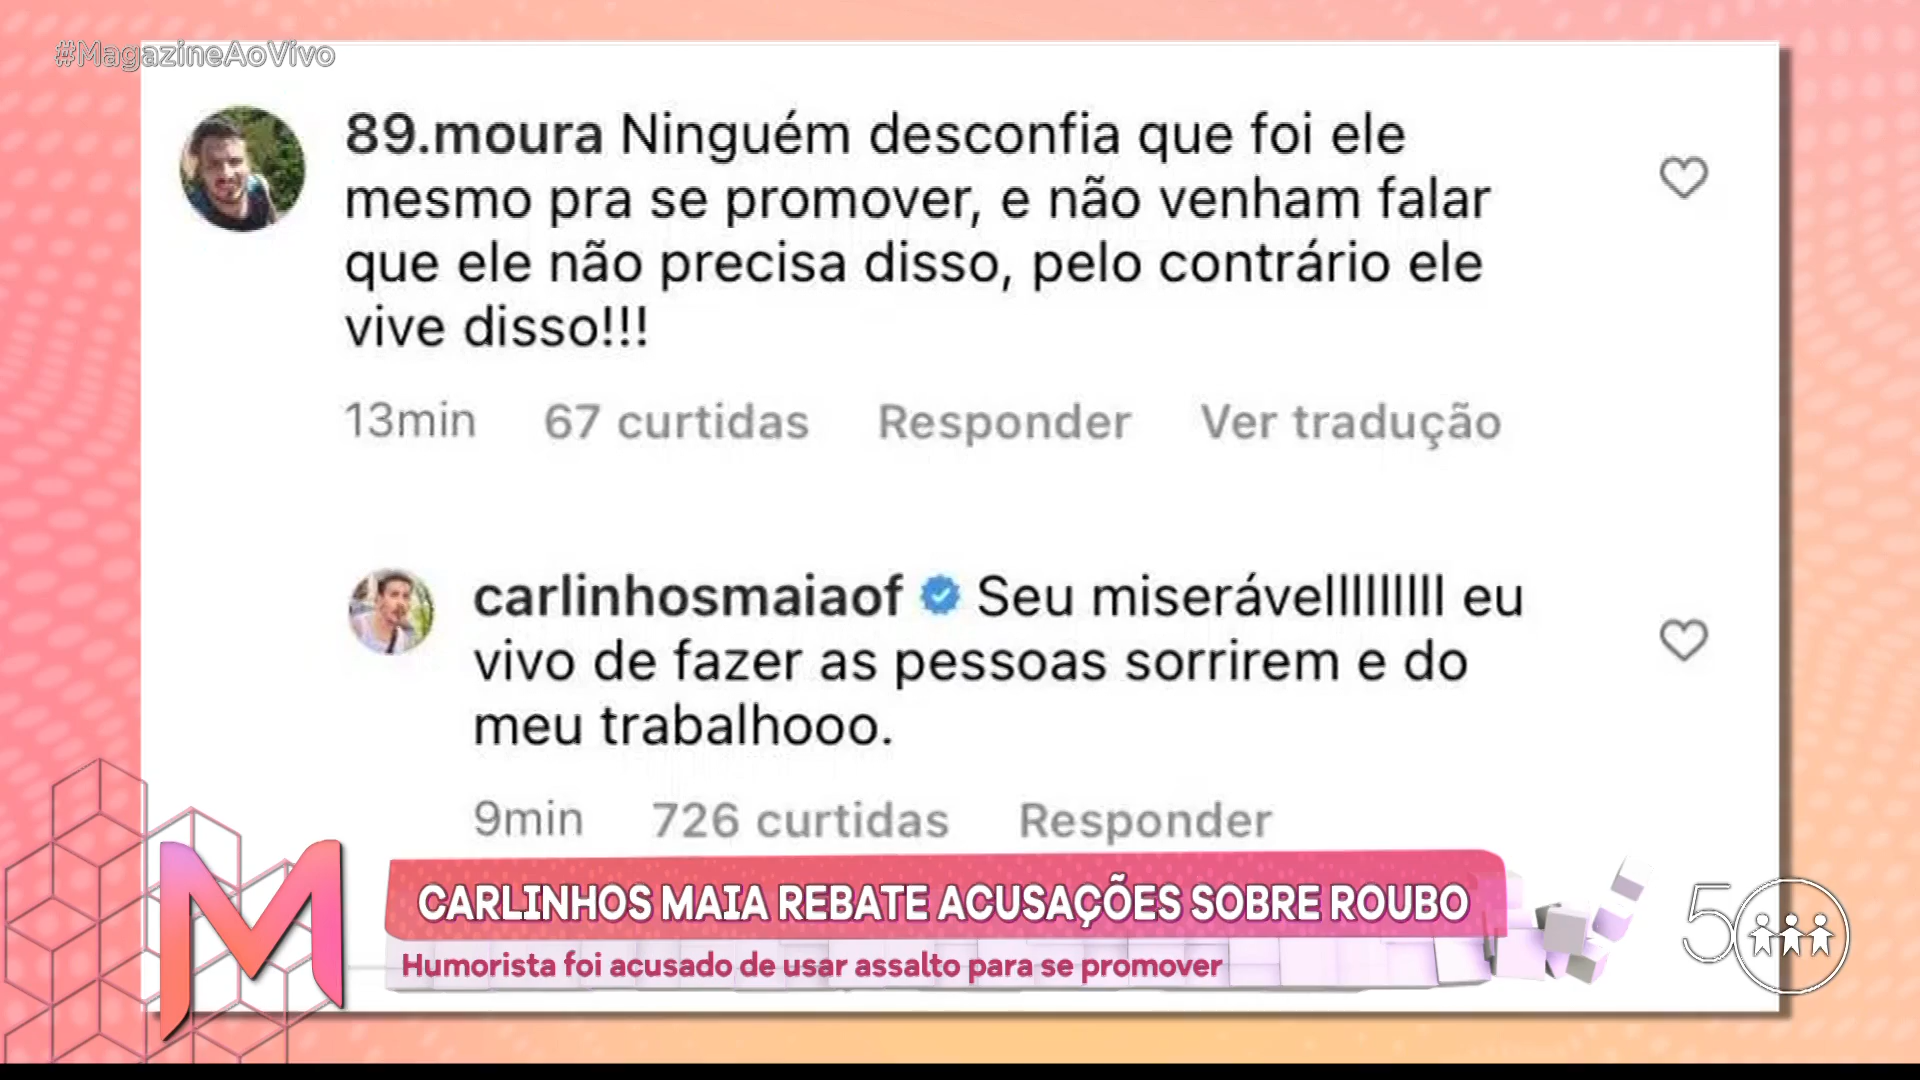 #MagazineAoVivo
89.moura Ninguém desconfia que foi ele
mesmo pra se promover, e não venham falar
que ele não precisa disso, pelo contrário ele
vive disso!!!
13min 67 curtidas Responder Ver tradução
carlinhosmaiaof Seu miserávelllllllll eu
vivo de fazer as pessoas sorrirem e do
meu trabalhooo.
9min 726 curtidas Responder
M
CARLINHOS MAIA REBATE ACUSAÇÕES SOBRE ROUBO
Humorista foi acusado de usar assalto para se promover
50